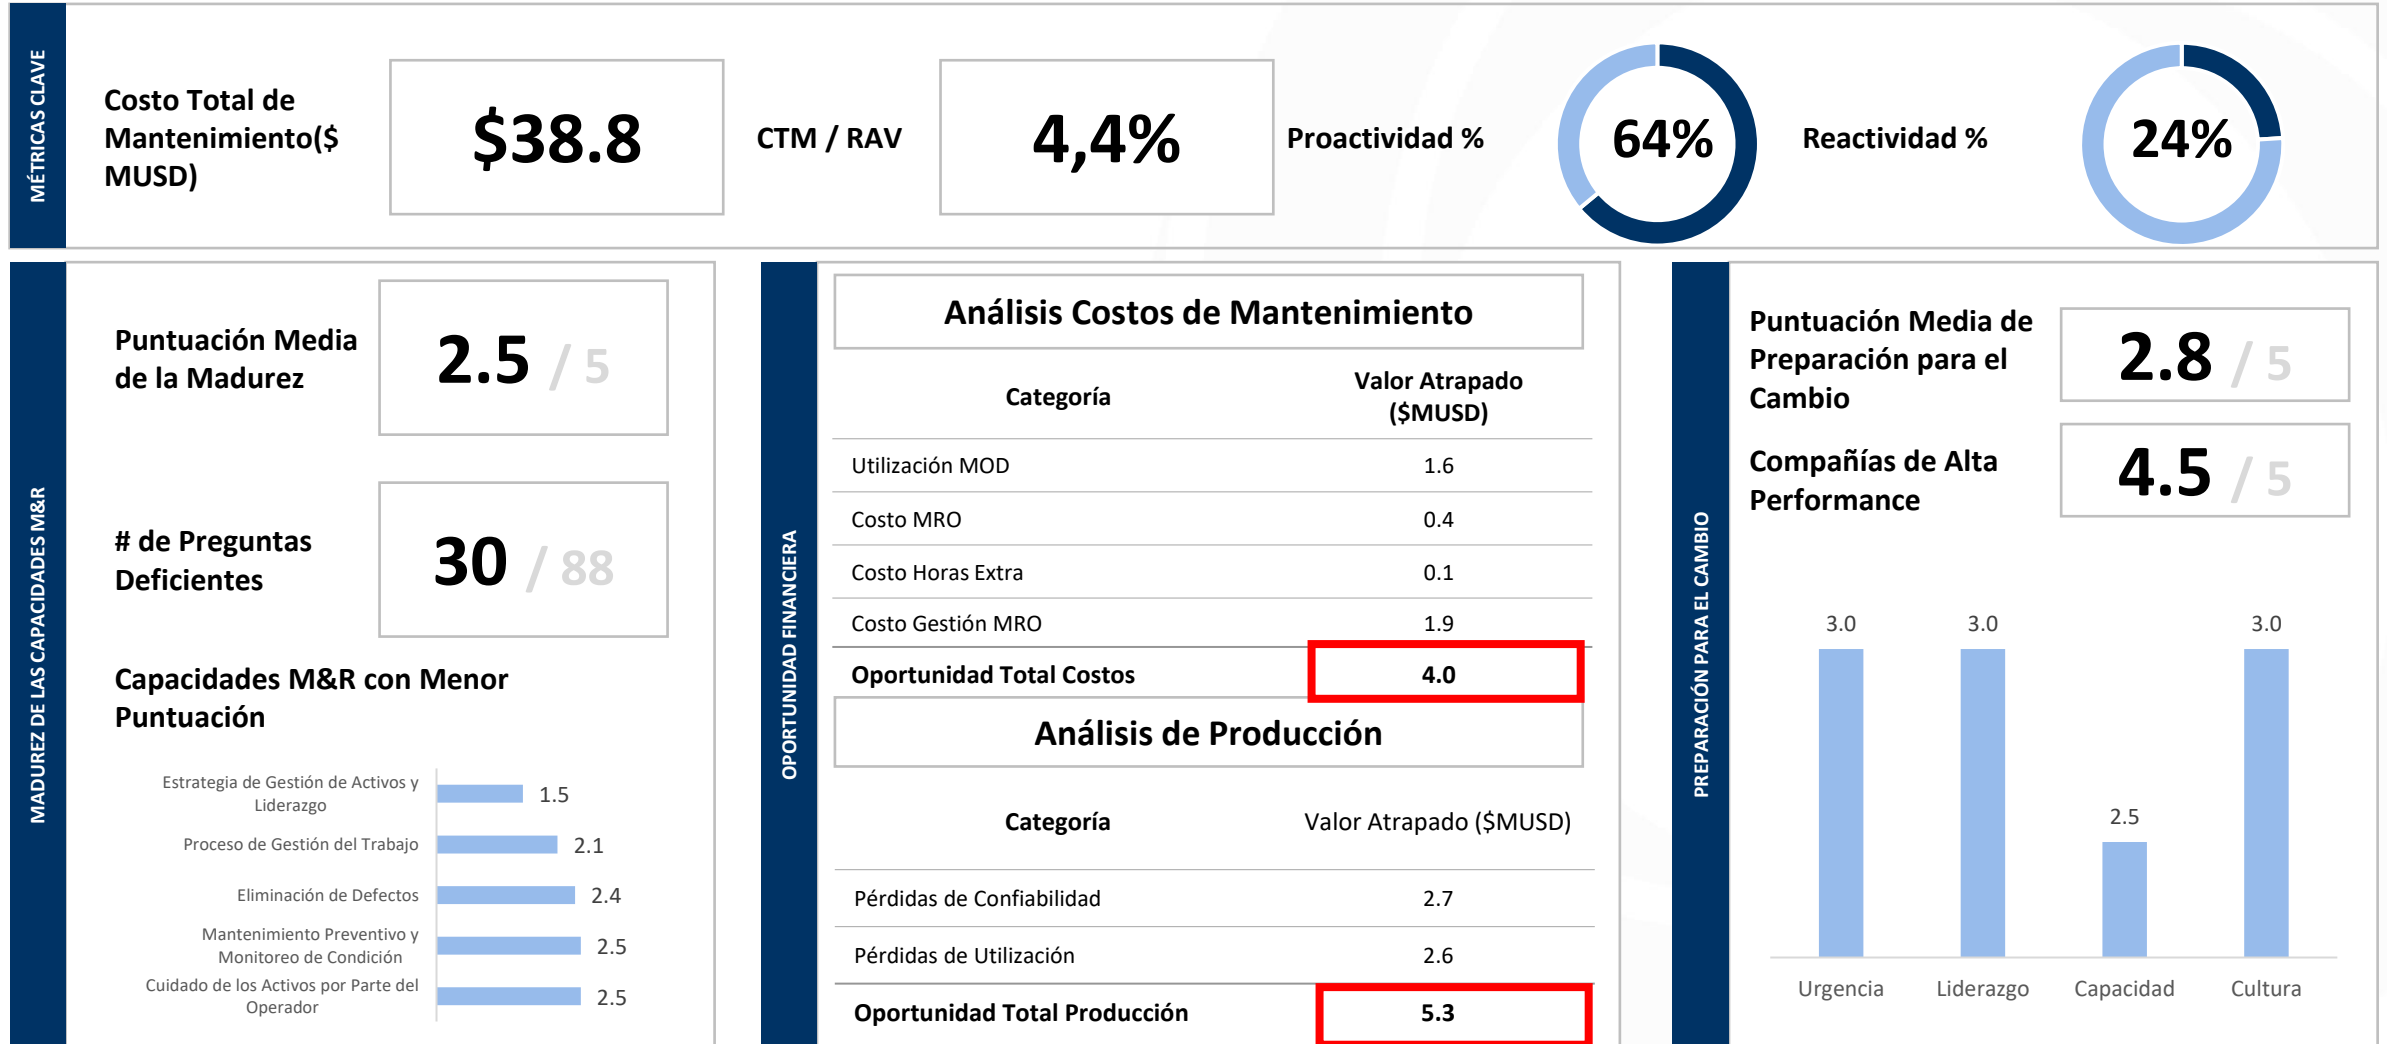 MÉTRICAS CLAVE
Costo Total de
Mantenimiento($
MUSD)
$38.8
CTM / RAV
4,4%
Proactividad %
64%
Reactividad %
24%
MADUREZ DE LAS CAPACIDADES M&R
Puntuación Media
de la Madurez
2.5 / 5
# de Preguntas
Deficientes
30 / 88
Capacidades M&R con Menor
Puntuación
Estrategia de Gestión de Activos y
Liderazgo
1.5
Proceso de Gestión del Trabajo
2.1
Eliminación de Defectos
2.4
Mantenimiento Preventivo y
Monitoreo de Condición
2.5
Cuidado de los Activos por Parte del
Operador
2.5
OPORTUNIDAD FINANCIERA
Análisis Costos de Mantenimiento
Categoría
Valor Atrapado
($MUSD)
Utilización MOD 1.6
Costo MRO 0.4
Costo Horas Extra 0.1
Costo Gestión MRO 1.9
Oportunidad Total Costos 4.0
Análisis de Producción
Categoría Valor Atrapado ($MUSD)
Pérdidas de Confiabilidad 2.7
Pérdidas de Utilización 2.6
Oportunidad Total Producción 5.3
PREPARACIÓN PARA EL CAMBIO
Puntuación Media de
Preparación para el
Cambio
2.8 / 5
Compañías de Alta
Performance
4.5 / 5
3.0 3.0 2.5 3.0
Urgencia Liderazgo Capacidad Cultura